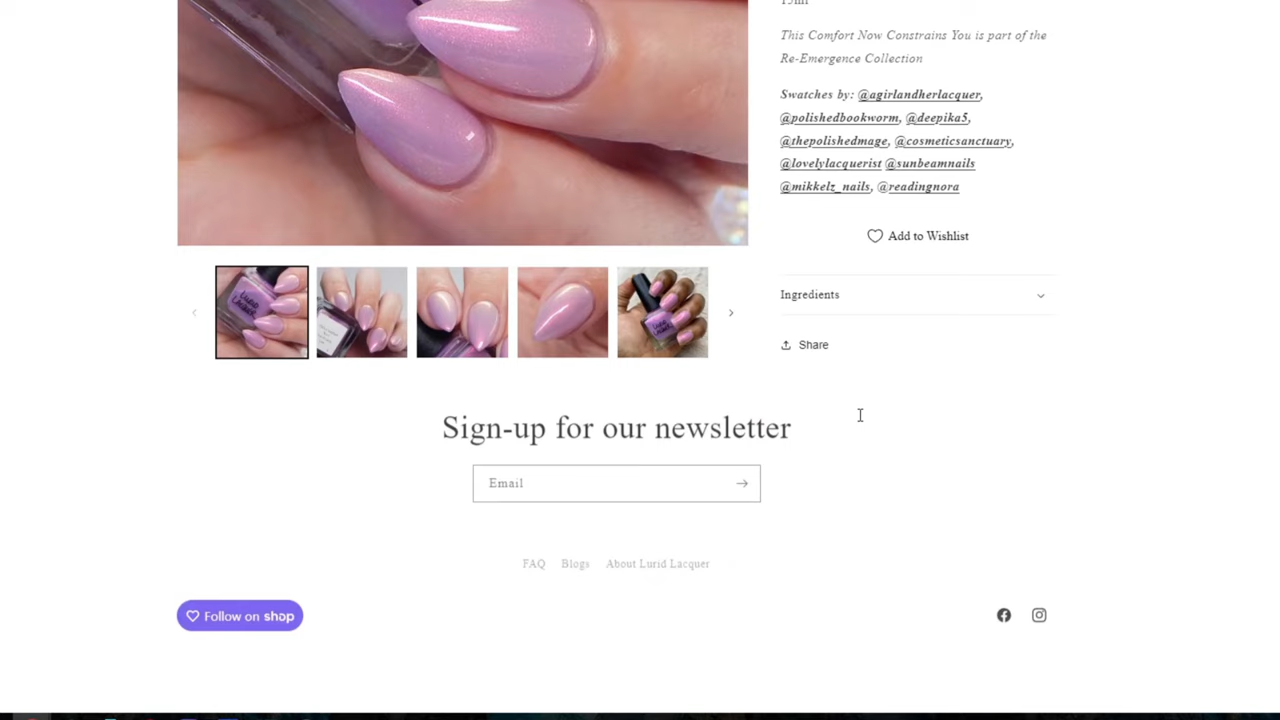 15ml
This Comfort Now Constrains You is part of the
Re-Emergence Collection
Swatches by: @agirlandherlacquer,
@polishedbookworm, @deepika5,
@thepolishedmage, @cosmeticsanctuary,
@lovelylacquerist @sunbeamnails
@mikkelz_nails, @readingnora
Add to Wishlist
Ingredients
Share
Sign-up for our newsletter
Email
FAQ Blogs About Lurid Lacquer
Follow on shop